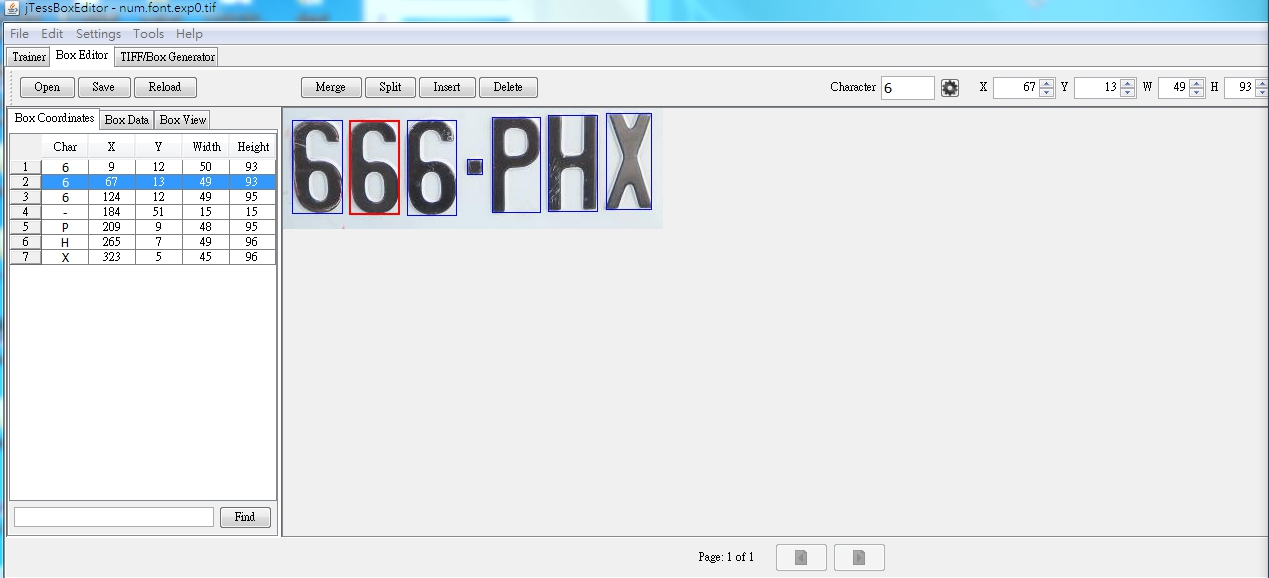 jTessBoxEditor - num.font.exp0.tif
File Edit Settings Tools Help
Trainer Box Editor TIFF/Box Generator
Open Save Reload Merge Split Insert Delete Character 6 X 67 Y 13 W 49 H 93
Box Coordinates Box Data Box View
Char X Y Width Height
1 6 9 12 50 93
2 6 67 13 49 93
3 6 124 12 49 95
4 - 184 51 15 15
5 P 209 9 48 95
6 H 265 7 49 96
7 X 323 5 45 96
666-PHX
Find
Page: 1 of 1